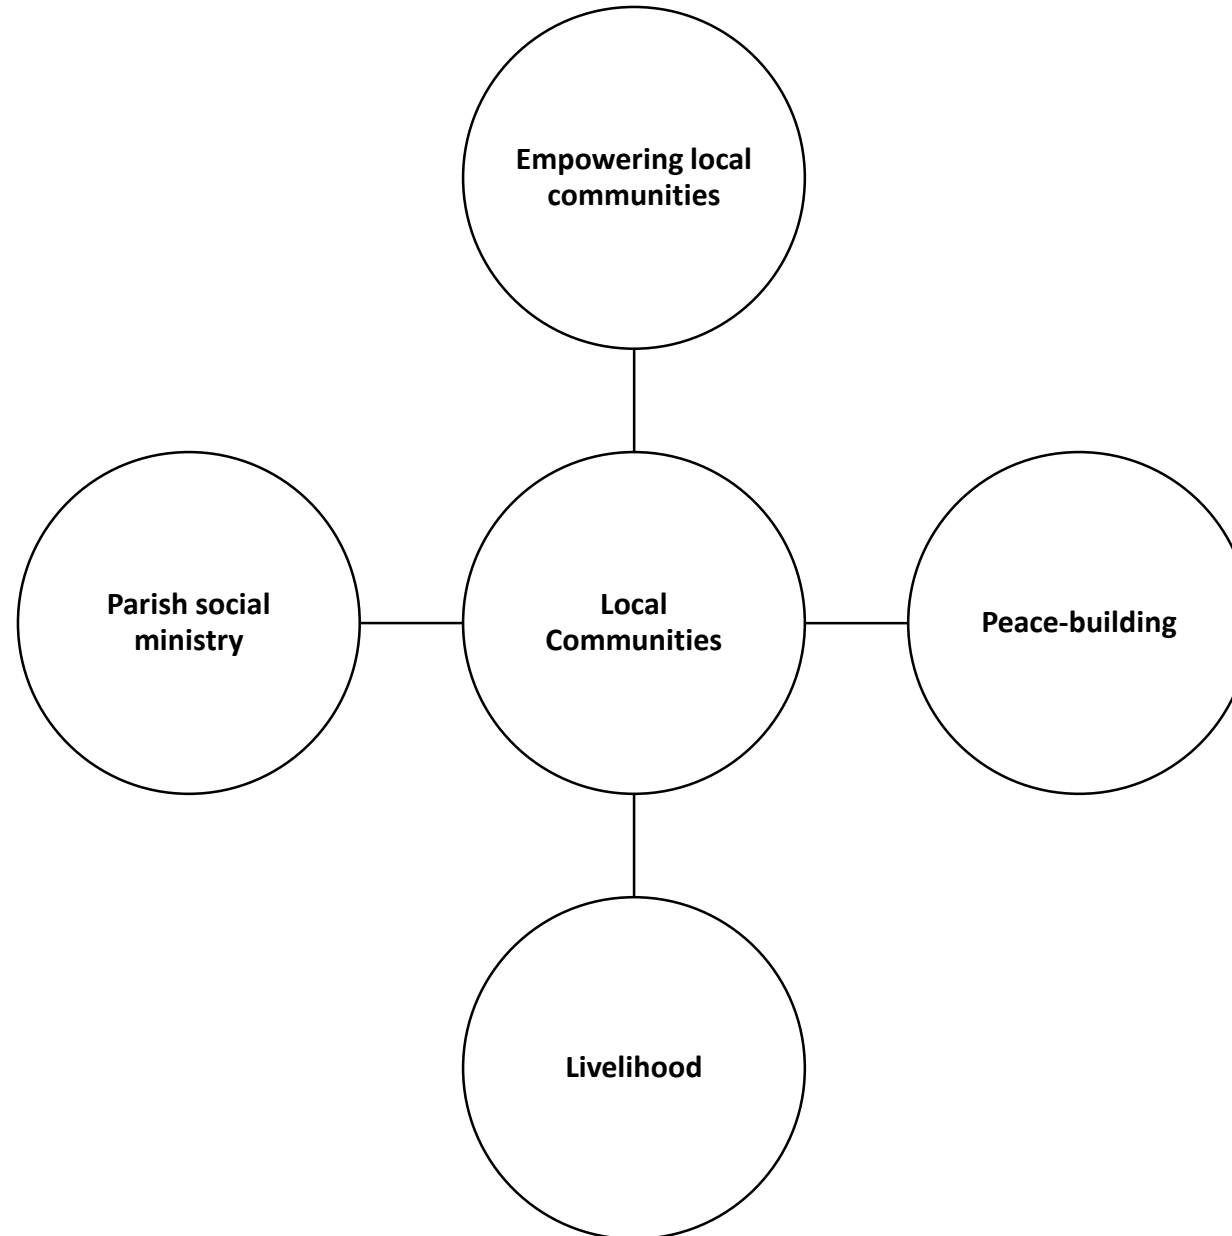 Empowering local
communities
Parish social
ministry
Local
Communities
Peace-building
Livelihood